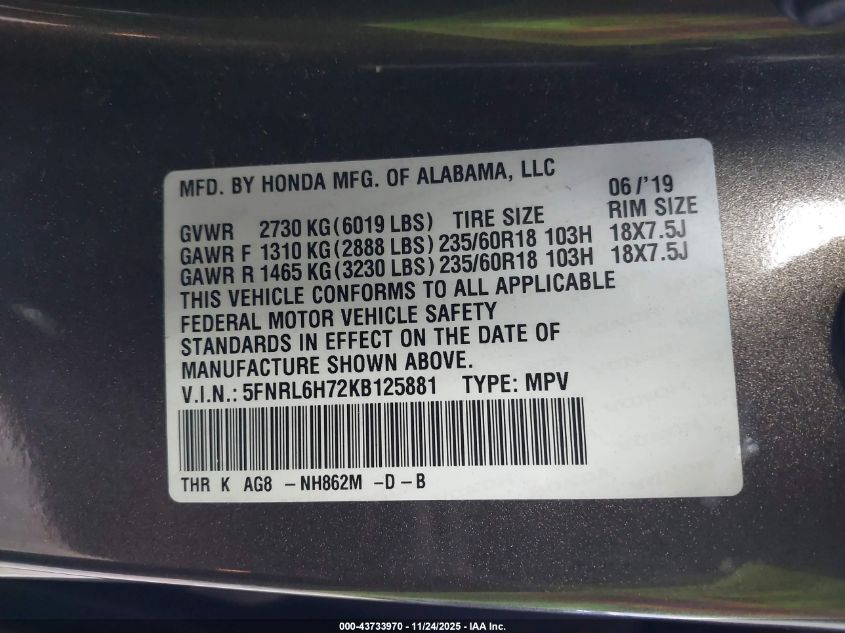 MFD. BY HONDA MFG. OF ALABAMA, LLC 06/'19
GVWR 2730 KG(6019 LBS) TIRE SIZE RIM SIZE
GAWR F 1310 KG(2888 LBS) 235/60R18 103H 18X7.5J
GAWR R 1465 KG(3230 LBS) 235/60R18 103H 18X7.5J
THIS VEHICLE CONFORMS TO ALL APPLICABLE
FEDERAL MOTOR VEHICLE SAFETY
STANDARDS IN EFFECT ON THE DATE OF
MANUFACTURE SHOWN ABOVE.
V.I.N.: 5FNRL6H72KB125881 TYPE: MPV
THR K AG8 -NH862M -D-B
000-43733970 - 11/24/2025 - IAA Inc.